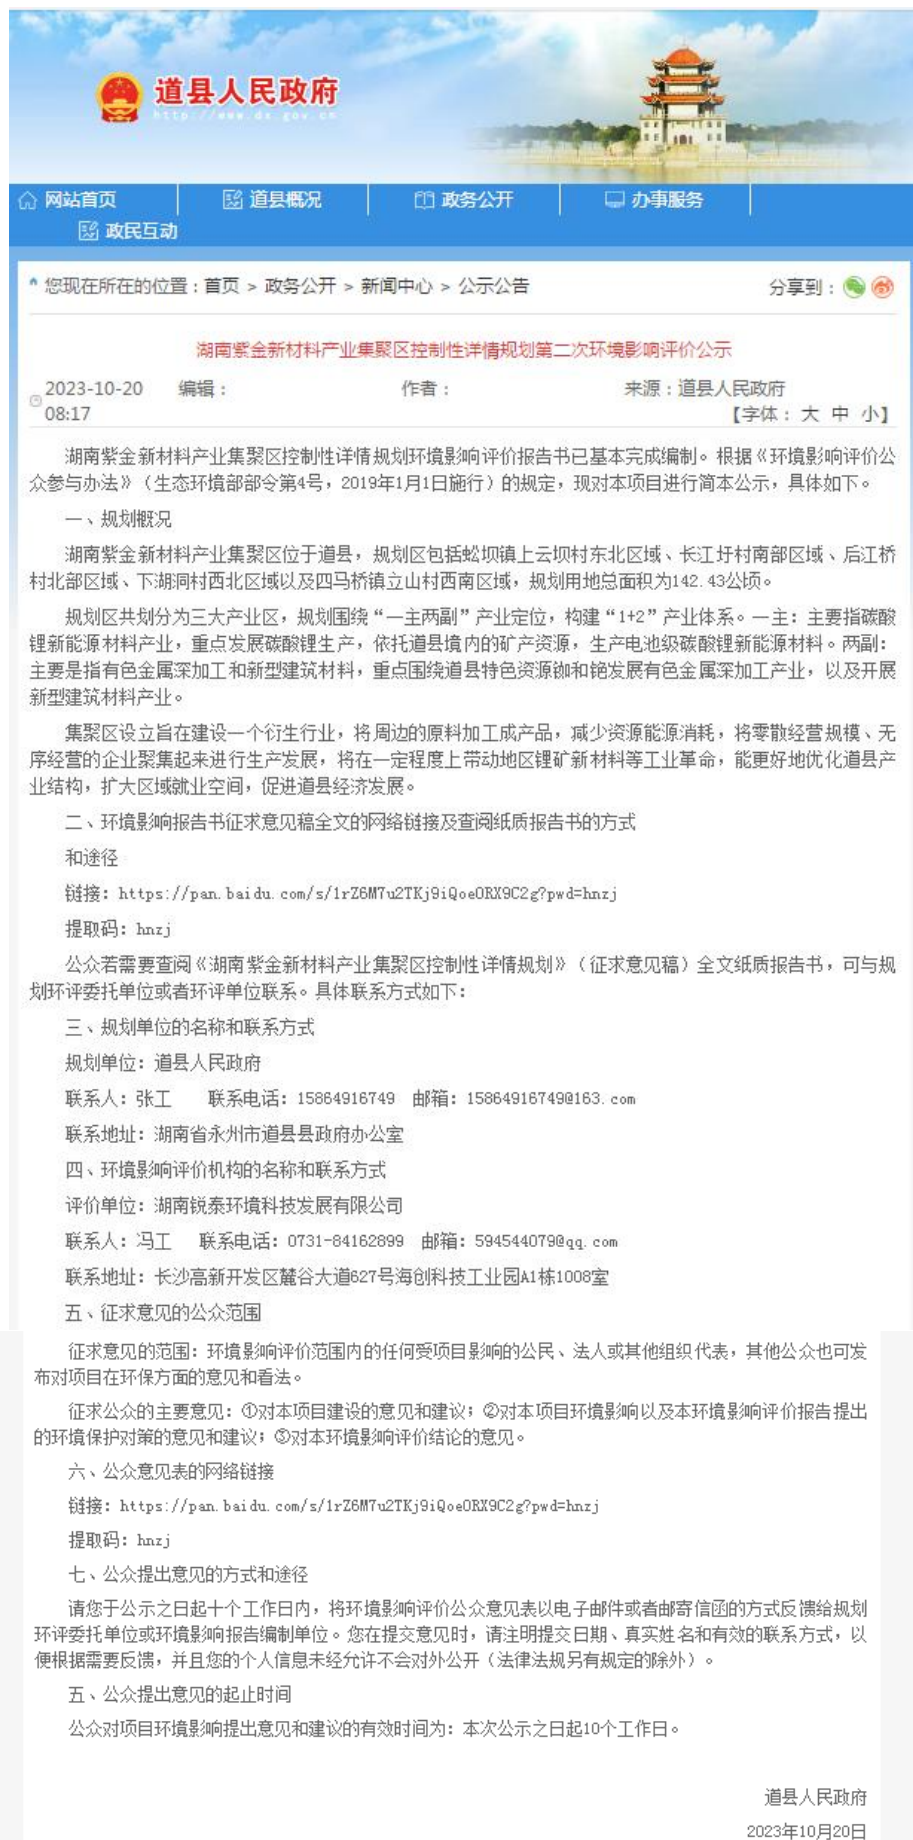 道县人民政府
http://www.dx.gov.cn
网站首页 道县概况 政务公开 办事服务
政民互动
您现在所在的位置：首页 > 政务公开 > 新闻中心 > 公示公告 分享到：
湖南紫金新材料产业集聚区控制性详情规划第二次环境影响评价公示
2023-10-20 编辑： 作者： 来源：道县人民政府
08:17 【字体：大 中 小】
湖南紫金新材料产业集聚区控制性详情规划环境影响评价报告书已基本完成编制。根据《环境影响评价公
众参与办法》（生态环境部部令第4号，2019年1月1日施行）的规定，现对本项目进行简本公示，具体如下。
一、规划概况
湖南紫金新材料产业集聚区位于道县，规划区包括蚣坝镇上云坝村东北区域、长江圩村南部区域、后江桥
村北部区域、下湖洞村西北区域以及四马桥镇立山村西南区域，规划用地总面积为142.43公顷。
规划区共划分为三大产业区，规划围绕“一主两副”产业定位，构建“1+2”产业体系。一主：主要指碳酸
锂新能源材料产业，重点发展碳酸锂生产，依托道县境内的矿产资源，生产电池级碳酸锂新能源材料。两副：
主要是指有色金属深加工和新型建筑材料，重点围绕道县特色资源铷和铯发展有色金属深加工产业，以及开展
新型建筑材料产业。
集聚区设立旨在建设一个衍生行业，将周边的原料加工成产品，减少资源能源消耗，将零散经营规模、无
序经营的企业聚集起来进行生产发展，将在一定程度上带动地区锂矿新材料等工业革命，能更好地优化道县产
业结构，扩大区域就业空间，促进道县经济发展。
二、环境影响报告书征求意见稿全文的网络链接及查阅纸质报告书的方式
和途径
链接：https://pan.baidu.com/s/1rZ6M7u2TKj9iQoeORX9C2g?pwd=hnzj
提取码：hnzj
公众若需要查阅《湖南紫金新材料产业集聚区控制性详情规划》（征求意见稿）全文纸质报告书，可与规
划环评委托单位或者环评单位联系。具体联系方式如下：
三、规划单位的名称和联系方式
规划单位：道县人民政府
联系人：张工 联系电话：15864916749 邮箱：15864916749@163.com
联系地址：湖南省永州市道县县政府办公室
四、环境影响评价机构的名称和联系方式
评价单位：湖南锐泰环境科技发展有限公司
联系人：冯工 联系电话：0731-84162899 邮箱：594544079@qq.com
联系地址：长沙高新开发区麓谷大道627号海创科技工业园A1栋1008室
五、征求意见的公众范围
征求意见的范围：环境影响评价范围内的任何受项目影响的公民、法人或其他组织代表，其他公众也可发
布对项目在环保方面的意见和看法。
征求公众的主要意见：①对本项目建设的意见和建议；②对本项目环境影响以及本环境影响评价报告提出
的环境保护对策的意见和建议；③对本环境影响评价结论的意见。
六、公众意见表的网络链接
链接：https://pan.baidu.com/s/1rZ6M7u2TKj9iQoeORX9C2g?pwd=hnzj
提取码：hnzj
七、公众提出意见的方式和途径
请您于公示之日起十个工作日内，将环境影响评价公众意见表以电子邮件或者邮寄信函的方式反馈给规划
环评委托单位或环境影响报告编制单位。您在提交意见时，请注明提交日期、真实姓名和有效的联系方式，以
便根据需要反馈，并且您的个人信息未经允许不会对外公开（法律法规另有规定的除外）。
五、公众提出意见的起止时间
公众对项目环境影响提出意见和建议的有效时间为：本次公示之日起10个工作日。
道县人民政府
2023年10月20日